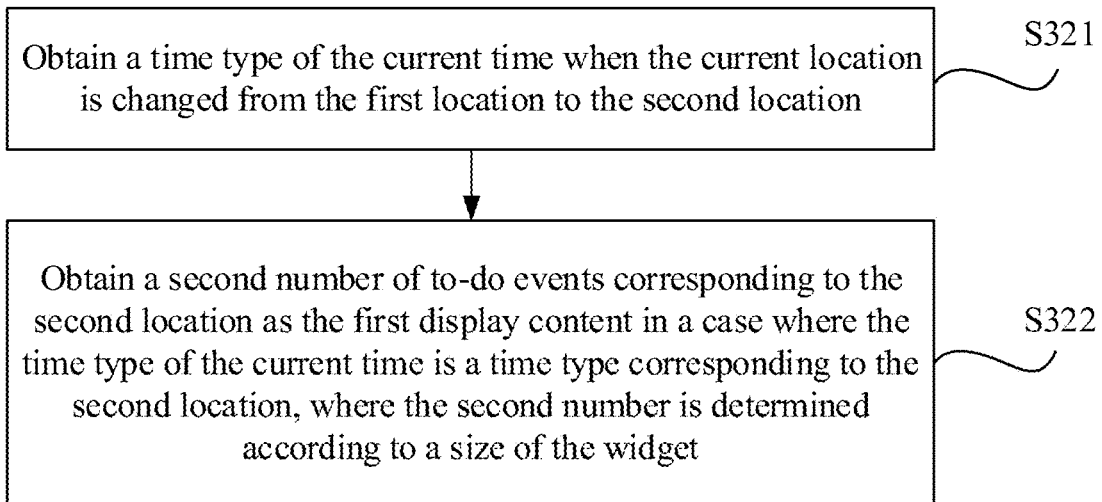 Obtain a time type of the current time when the current location
is changed from the first location to the second location
S321
Obtain a second number of to-do events corresponding to the
second location as the first display content in a case where the
time type of the current time is a time type corresponding to the
second location, where the second number is determined
according to a size of the widget
S322